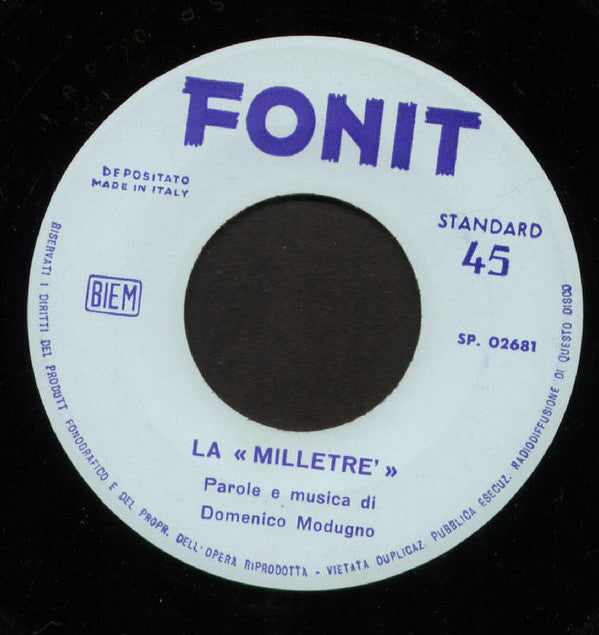 FONIT
DEPOSITATO
MADE IN ITALY
STANDARD
45
BIEM
SP. 02681
LA « MILLETRE' »
Parole e musica di
Domenico Modugno
RISERVATI I DIRITTI DEL PRODUTT FONOGRAFICO E DEL PROPR. DELL'OPERA RIPRODOTTA - VIETATA DUPLICAZ. PUBBLICA ESECUZ. RADIODIFFUSIONE DI QUESTO DISCO